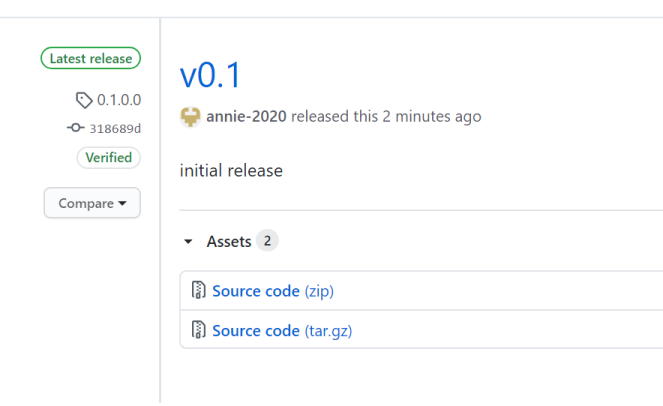 Latest release
0.1.0.0
318689d
Verified
Compare
v0.1
annie-2020 released this 2 minutes ago
initial release
Assets 2
Source code (zip)
Source code (tar.gz)